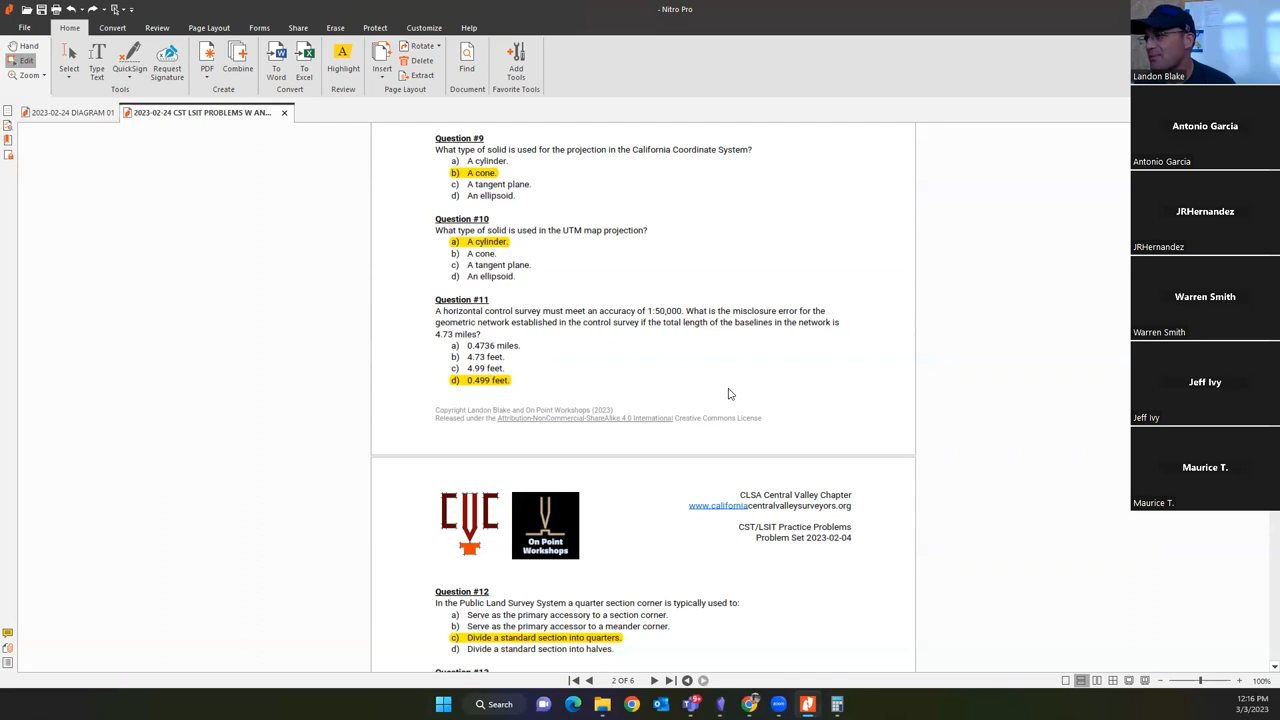 - Nitro Pro
File Home Convert Review Page Layout Forms Share Erase Protect Customize Help
Hand
Edit
Zoom
Select
Type Text
QuickSign
Request Signature
PDF
Combine
To Word
To Excel
Highlight
Insert
Rotate
Delete
Extract
Find
Add Tools
Tools Create Convert Review Page Layout Document Favorite Tools
2023-02-24 DIAGRAM 01 2023-02-24 CST LSIT PROBLEMS W AN...
Question #9
What type of solid is used for the projection in the California Coordinate System?
a) A cylinder.
b) A cone.
c) A tangent plane.
d) An ellipsoid.
Question #10
What type of solid is used in the UTM map projection?
a) A cylinder.
b) A cone.
c) A tangent plane.
d) An ellipsoid.
Question #11
A horizontal control survey must meet an accuracy of 1:50,000. What is the misclosure error for the
geometric network established in the control survey if the total length of the baselines in the network is
4.73 miles?
a) 0.4736 miles.
b) 4.73 feet.
c) 4.99 feet.
d) 0.499 feet.
Copyright Landon Blake and On Point Workshops (2023)
Released under the Attribution-NonCommercial-ShareAlike 4.0 International Creative Commons License
CVC
On Point
Workshops
CLSA Central Valley Chapter
www.californiacentralvalleysurveyors.org
CST/LSIT Practice Problems
Problem Set 2023-02-04
Question #12
In the Public Land Survey System a quarter section corner is typically used to:
a) Serve as the primary accessory to a section corner.
b) Serve as the primary accessor to a meander corner.
c) Divide a standard section into quarters.
d) Divide a standard section into halves.
Landon Blake
Antonio Garcia
Antonio Garcia
JRHernandez
JRHernandez
Warren Smith
Warren Smith
Jeff Ivy
Jeff Ivy
Maurice T.
Maurice T.
2 OF 6
100%
Search
12:16 PM
3/3/2023